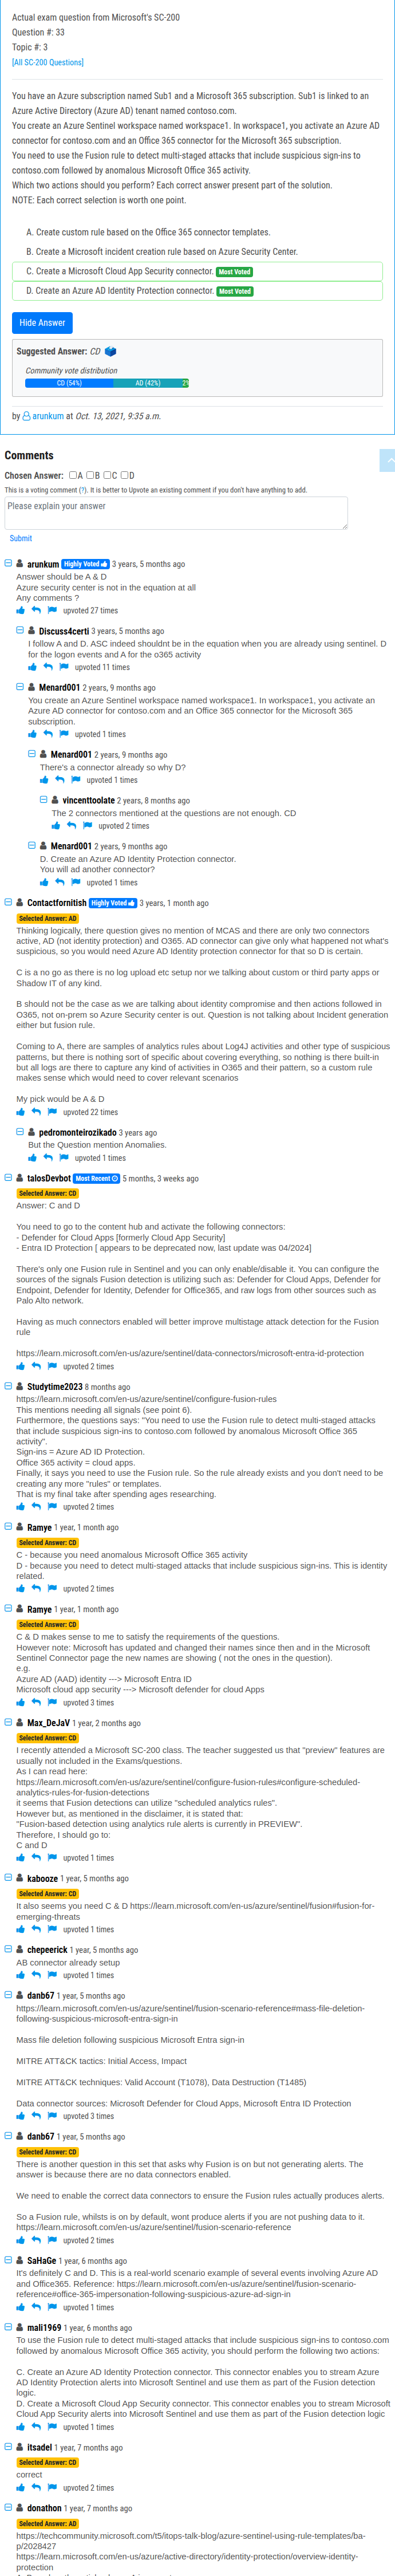 Actual exam question from Microsoft's SC-200
Question #: 33
Topic #: 3
[All SC-200 Questions]
You have an Azure subscription named Sub1 and a Microsoft 365 subscription. Sub1 is linked to an
Azure Active Directory (Azure AD) tenant named contoso.com.
You create an Azure Sentinel workspace named workspace1. In workspace1, you activate an Azure AD
connector for contoso.com and an Office 365 connector for the Microsoft 365 subscription.
You need to use the Fusion rule to detect multi-staged attacks that include suspicious sign-ins to
contoso.com followed by anomalous Microsoft Office 365 activity.
Which two actions should you perform? Each correct answer present part of the solution.
NOTE: Each correct selection is worth one point.
A. Create custom rule based on the Office 365 connector templates.
B. Create a Microsoft incident creation rule based on Azure Security Center.
C. Create a Microsoft Cloud App Security connector. Most Voted
D. Create an Azure AD Identity Protection connector. Most Voted
Hide Answer
Suggested Answer: CD
Community vote distribution
CD (54%) AD (42%) 2%
by arunkum at Oct. 13, 2021, 9:35 a.m.
Comments
Chosen Answer: A B C D
This is a voting comment (?). It is better to Upvote an existing comment if you don't have anything to add.
Please explain your answer
Submit
arunkum Highly Voted 3 years, 5 months ago
Answer should be A & D
Azure security center is not in the equation at all
Any comments ?
upvoted 27 times
Discuss4certi 3 years, 5 months ago
I follow A and D. ASC indeed shouldnt be in the equation when you are already using sentinel. D
for the logon events and A for the o365 activity
upvoted 11 times
Menard001 2 years, 9 months ago
You create an Azure Sentinel workspace named workspace1. In workspace1, you activate an
Azure AD connector for contoso.com and an Office 365 connector for the Microsoft 365
subscription.
upvoted 1 times
Menard001 2 years, 9 months ago
There's a connector already so why D?
upvoted 1 times
vincenttoolate 2 years, 8 months ago
The 2 connectors mentioned at the questions are not enough. CD
upvoted 2 times
Menard001 2 years, 9 months ago
D. Create an Azure AD Identity Protection connector.
You will ad another connector?
upvoted 1 times
Contactfornitish Highly Voted 3 years, 1 month ago
Selected Answer: AD
Thinking logically, there question gives no mention of MCAS and there are only two connectors
active, AD (not identity protection) and O365. AD connector can give only what happened not what's
suspicious, so you would need Azure AD Identity protection connector for that so D is certain.
C is a no go as there is no log upload etc setup nor we talking about custom or third party apps or
Shadow IT of any kind.
B should not be the case as we are talking about identity compromise and then actions followed in
O365, not on-prem so Azure Security Center is out. Question is not talking about Incident generation
either but fusion rule.
Coming to A, there are samples of analytics rules about Log4J activities and other type of suspicious
patterns, but there is nothing sort of specific about covering everything, so nothing is there built-in
but all logs are there to capture any kind of activities in O365 and their pattern, so a custom rule
makes sense which would need to cover relevant scenarios
My pick would be A & D
upvoted 22 times
pedromonteirozikado 3 years ago
But the Question mention Anomalies.
upvoted 1 times
talosDevbot Most Recent 5 months, 3 weeks ago
Selected Answer: CD
Answer: C and D
You need to go to the content hub and activate the following connectors:
- Defender for Cloud Apps [formerly Cloud App Security]
- Entra ID Protection [ appears to be deprecated now, last update was 04/2024]
There's only one Fusion rule in Sentinel and you can only enable/disable it. You can configure the
sources of the signals Fusion detection is utilizing such as: Defender for Cloud Apps, Defender for
Endpoint, Defender for Identity, Defender for Office365, and raw logs from other sources such as
Palo Alto network.
Having as much connectors enabled will better improve multistage attack detection for the Fusion
rule
https://learn.microsoft.com/en-us/azure/sentinel/data-connectors/microsoft-entra-id-protection
upvoted 2 times
Studytime2023 8 months ago
https://learn.microsoft.com/en-us/azure/sentinel/configure-fusion-rules
This mentions needing all signals (see point 6).
Furthermore, the questions says: "You need to use the Fusion rule to detect multi-staged attacks
that include suspicious sign-ins to contoso.com followed by anomalous Microsoft Office 365
activity".
Sign-ins = Azure AD ID Protection.
Office 365 activity = cloud apps.
Finally, it says you need to use the Fusion rule. So the rule already exists and you don't need to be
creating any more "rules" or templates.
That is my final take after spending ages researching.
upvoted 2 times
Ramye 1 year, 1 month ago
Selected Answer: CD
C - because you need anomalous Microsoft Office 365 activity
D - because you need to detect multi-staged attacks that include suspicious sign-ins. This is identity
related.
upvoted 2 times
Ramye 1 year, 1 month ago
Selected Answer: CD
C & D makes sense to me to satisfy the requirements of the questions.
However note: Microsoft has updated and changed their names since then and in the Microsoft
Sentinel Connector page the new names are showing ( not the ones in the question).
e.g.
Azure AD (AAD) identity ---> Microsoft Entra ID
Microsoft cloud app security ---> Microsoft defender for cloud Apps
upvoted 3 times
Max_DeJaV 1 year, 2 months ago
Selected Answer: CD
I recently attended a Microsoft SC-200 class. The teacher suggested us that "preview" features are
usually not included in the Exams/questions.
As I can read here:
https://learn.microsoft.com/en-us/azure/sentinel/configure-fusion-rules#configure-scheduled-
analytics-rules-for-fusion-detections
it seems that Fusion detections can utilize "scheduled analytics rules".
However but, as mentioned in the disclaimer, it is stated that:
"Fusion-based detection using analytics rule alerts is currently in PREVIEW".
Therefore, I should go to:
C and D
upvoted 1 times
kabooze 1 year, 5 months ago
Selected Answer: CD
It also seems you need C & D https://learn.microsoft.com/en-us/azure/sentinel/fusion#fusion-for-
emerging-threats
upvoted 1 times
chepeerick 1 year, 5 months ago
AB connector already setup
upvoted 1 times
danb67 1 year, 5 months ago
https://learn.microsoft.com/en-us/azure/sentinel/fusion-scenario-reference#mass-file-deletion-
following-suspicious-microsoft-entra-sign-in
Mass file deletion following suspicious Microsoft Entra sign-in
MITRE ATT&CK tactics: Initial Access, Impact
MITRE ATT&CK techniques: Valid Account (T1078), Data Destruction (T1485)
Data connector sources: Microsoft Defender for Cloud Apps, Microsoft Entra ID Protection
upvoted 3 times
danb67 1 year, 5 months ago
Selected Answer: CD
There is another question in this set that asks why Fusion is on but not generating alerts. The
answer is because there are no data connectors enabled.
We need to enable the correct data connectors to ensure the Fusion rules actually produces alerts.
So a Fusion rule, whilsts is on by default, wont produce alerts if you are not pushing data to it.
https://learn.microsoft.com/en-us/azure/sentinel/fusion-scenario-reference
upvoted 2 times
SaHaGe 1 year, 6 months ago
It's definitely C and D. This is a real-world scenario example of several events involving Azure AD
and Office365. Reference: https://learn.microsoft.com/en-us/azure/sentinel/fusion-scenario-
reference#office-365-impersonation-following-suspicious-azure-ad-sign-in
upvoted 1 times
mali1969 1 year, 6 months ago
To use the Fusion rule to detect multi-staged attacks that include suspicious sign-ins to contoso.com
followed by anomalous Microsoft Office 365 activity, you should perform the following two actions:
C. Create an Azure AD Identity Protection connector. This connector enables you to stream Azure
AD Identity Protection alerts into Microsoft Sentinel and use them as part of the Fusion detection
logic.
D. Create a Microsoft Cloud App Security connector. This connector enables you to stream Microsoft
Cloud App Security alerts into Microsoft Sentinel and use them as part of the Fusion detection logic
upvoted 1 times
itsadel 1 year, 7 months ago
Selected Answer: CD
correct
upvoted 2 times
donathon 1 year, 7 months ago
Selected Answer: AD
https://techcommunity.microsoft.com/t5/itops-talk-blog/azure-sentinel-using-rule-templates/ba-
p/2028427
https://learn.microsoft.com/en-us/azure/active-directory/identity-protection/overview-identity-
protection